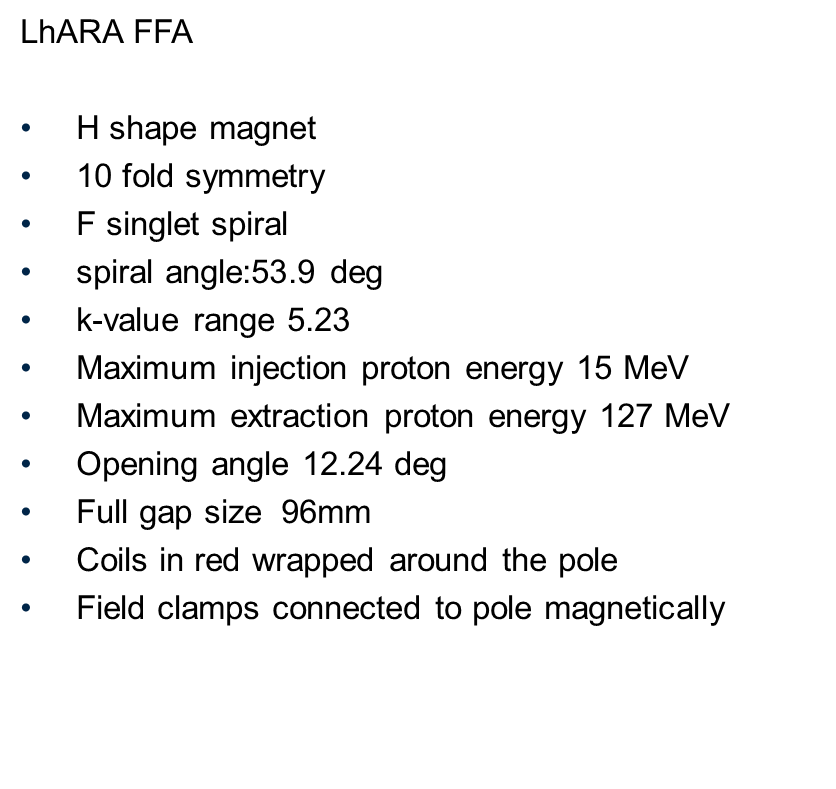 LhARA FFA
• H shape magnet
• 10 fold symmetry
• F singlet spiral
• spiral angle:53.9 deg
• k-value range 5.23
• Maximum injection proton energy 15 MeV
• Maximum extraction proton energy 127 MeV
• Opening angle 12.24 deg
• Full gap size 96mm
• Coils in red wrapped around the pole
• Field clamps connected to pole magnetically